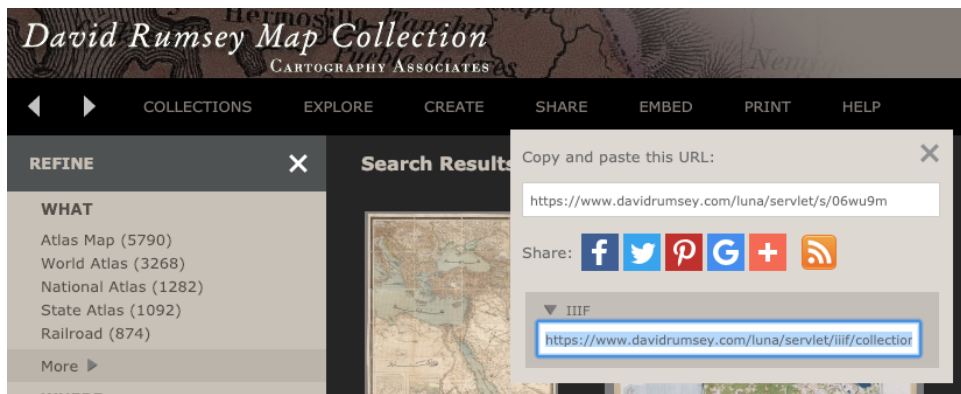 David Rumsey Map Collection
CARTOGRAPHY ASSOCIATES
COLLECTIONS EXPLORE CREATE SHARE EMBED PRINT HELP
REFINE
WHAT
Atlas Map (5790)
World Atlas (3268)
National Atlas (1282)
State Atlas (1092)
Railroad (874)
More
Search Results
Copy and paste this URL:
https://www.davidrumsey.com/luna/servlet/s/06wu9m
Share:
IIIF
https://www.davidrumsey.com/luna/servlet/iiif/collection